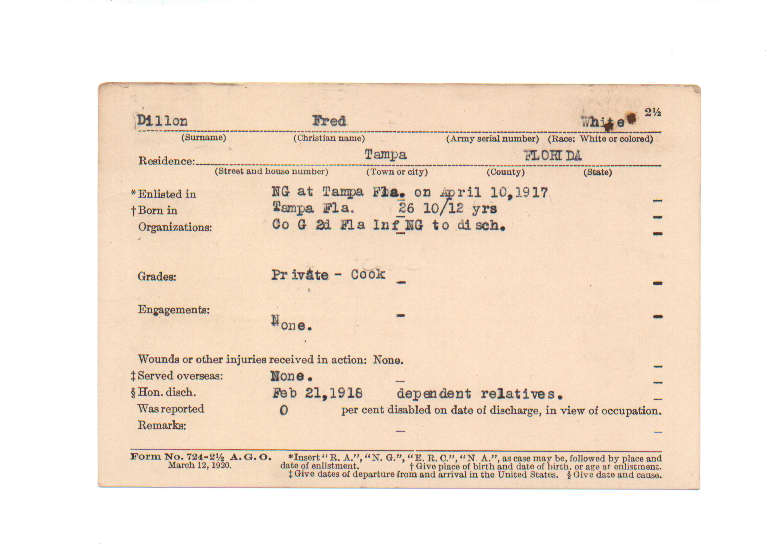 Dillon Fred White 2½
(Surname) (Christian name) (Army serial number) (Race: White or colored)
Residence: Tampa FLORIDA
(Street and house number) (Town or city) (County) (State)
*Enlisted in NG at Tampa Fla. on April 10,1917
†Born in Tampa Fla. 26 10/12 yrs
Organizations: Co G 2d Fla Inf NG to disch.
Grades: Private - Cook
Engagements:
None.
Wounds or other injuries received in action: None.
‡Served overseas: None.
§Hon. disch. Feb 21,1918 dependent relatives.
Was reported 0 per cent disabled on date of discharge, in view of occupation.
Remarks:
Form No. 724-2½ A. G. O. *Insert "R. A.", "N. G.", "E. R. C.", "N. A.", as case may be, followed by place and
March 12, 1920. date of enlistment. †Give place of birth and date of birth, or age at enlistment.
‡Give dates of departure from and arrival in the United States. §Give date and cause.